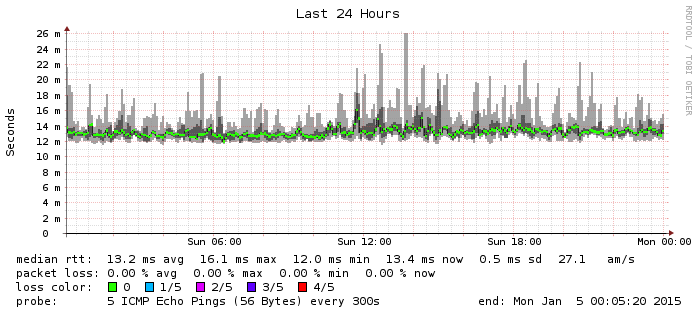 Last 24 Hours
RRDTOOL / TOBI OETIKER
Seconds
26 m
24 m
22 m
20 m
18 m
16 m
14 m
12 m
10 m
8 m
6 m
4 m
2 m
0
Sun 06:00 Sun 12:00 Sun 18:00 Mon 00:00
median rtt: 13.2 ms avg 16.1 ms max 12.0 ms min 13.4 ms now 0.5 ms sd 27.1 am/s
packet loss: 0.00 % avg 0.00 % max 0.00 % min 0.00 % now
loss color: 0 1/5 2/5 3/5 4/5
probe: 5 ICMP Echo Pings (56 Bytes) every 300s end: Mon Jan 5 00:05:20 2015